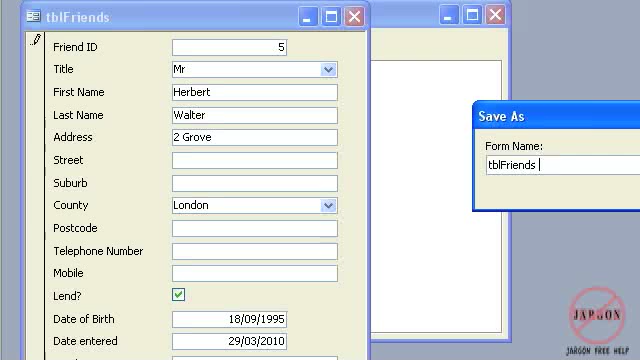 tblFriends
Friend ID 5
Title Mr
First Name Herbert
Last Name Walter
Address 2 Grove
Street
Suburb
County London
Postcode
Telephone Number
Mobile
Lend?
Date of Birth 18/09/1995
Date entered 29/03/2010
Save As
Form Name:
tblFriends
JARGON
JARGON FREE HELP